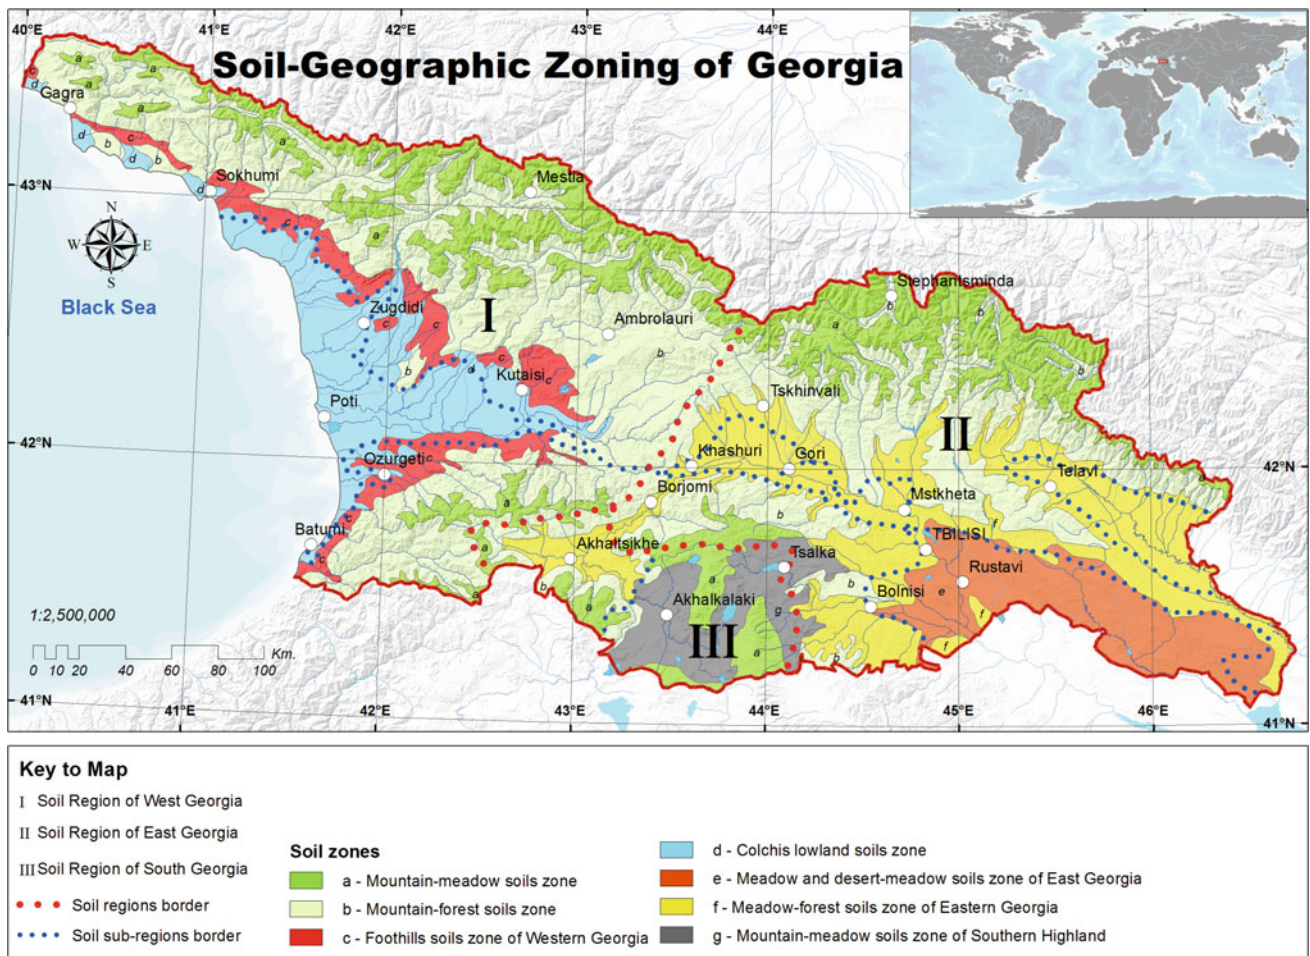 40°E 41°E 42°E 43°E 44°E
Soil-Geographic Zoning of Georgia
c
d
a
a
a
a
Gagra
d
b
c
d
b
a
43°N
d
Sokhumi
Mestia
43°N
N
W E
S
c
a
Black Sea
Stephantsminda
b
a
b
Zugdidi
c
c
I
Ambrolauri
b
b
b
d
c
Kutaisi
c
Tskhinvali
Poti
42°N
II
Khashuri
Gori
Telavi
42°N
Ozurgeti
c
Borjomi
a
a
Mstkheta
b
f
Batumi
c
c
Akhaltsikhe
TBILISI
a
Tsalka
Rustavi
a
b
a
b
Bolnisi
e
a
Akhalkalaki
g
f
1:2,500,000
III
a
b
f
0 10 20 40 60 80 100 Km.
41°N
41°E 42°E 43°E 44°E 45°E 46°E
41°N
Key to Map
I Soil Region of West Georgia
II Soil Region of East Georgia
III Soil Region of South Georgia
Soil regions border
Soil sub-regions border
Soil zones
a - Mountain-meadow soils zone
b - Mountain-forest soils zone
c - Foothills soils zone of Western Georgia
d - Colchis lowland soils zone
e - Meadow and desert-meadow soils zone of East Georgia
f - Meadow-forest soils zone of Eastern Georgia
g - Mountain-meadow soils zone of Southern Highland